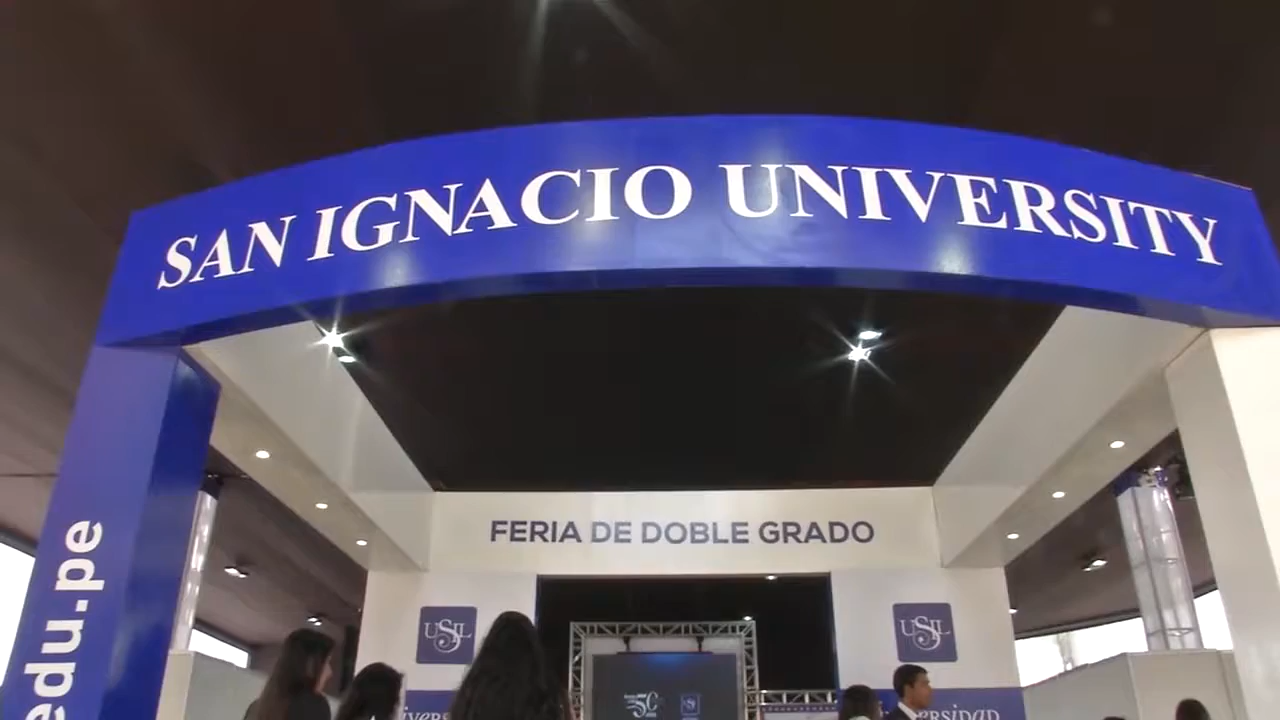 SAN IGNACIO UNIVERSITY
FERIA DE DOBLE GRADO
edu.pe
USIL
USIL